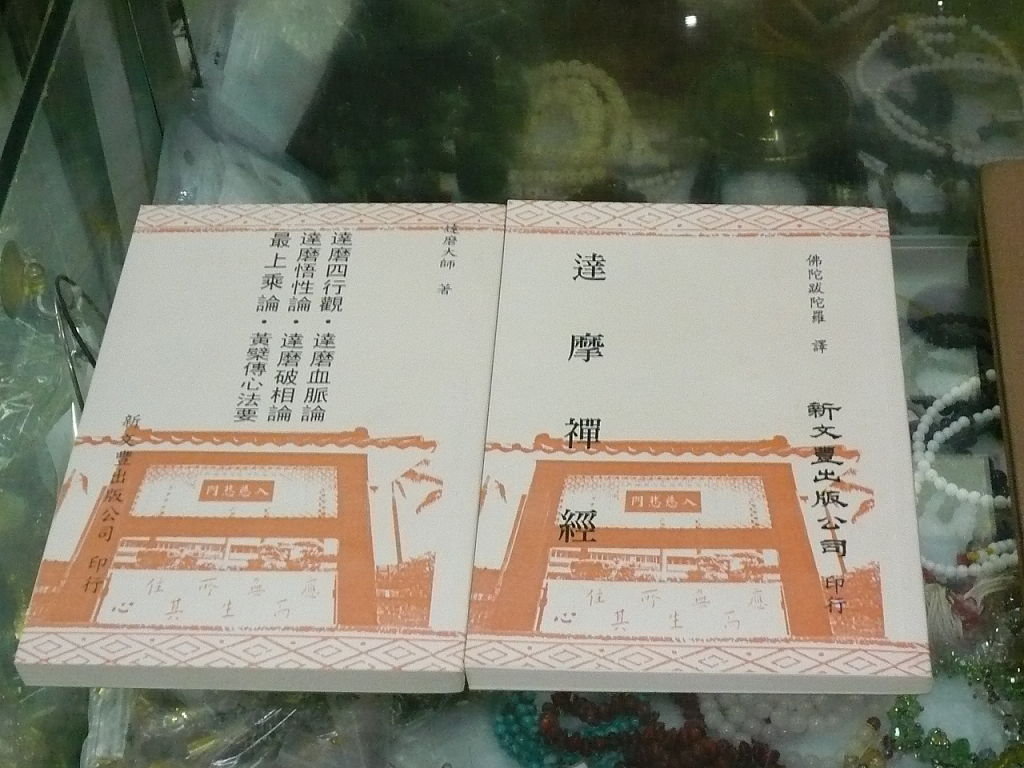 達磨大師 著
達磨四行觀．達磨血脈論
達磨悟性論．達磨破相論
最上乘論．黃檗傳心法要
新文豐出版公司 印行
入慈悲門
應無所住
而生其心
佛陀跋陀羅 譯
達摩禪經
新文豐出版公司 印行
入慈悲門
應無所住
而生其心